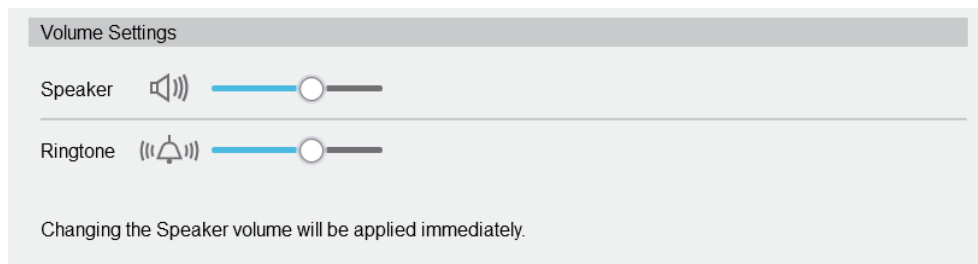 Volume Settings
Speaker
Ringtone
Changing the Speaker volume will be applied immediately.